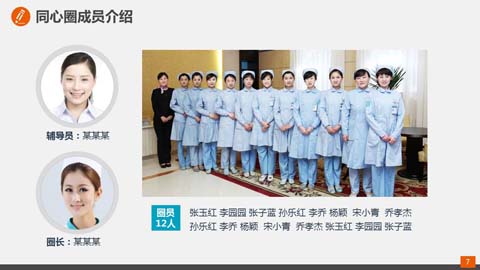 同心圈成员介绍
辅导员：某某某
圈长：某某某
圈员
12人
张玉红 李园园 张子蓝 孙乐红 李乔 杨颖 宋小青 乔孝杰
孙乐红 李乔 杨颖 宋小青 乔孝杰 张玉红 李园园 张子蓝
7